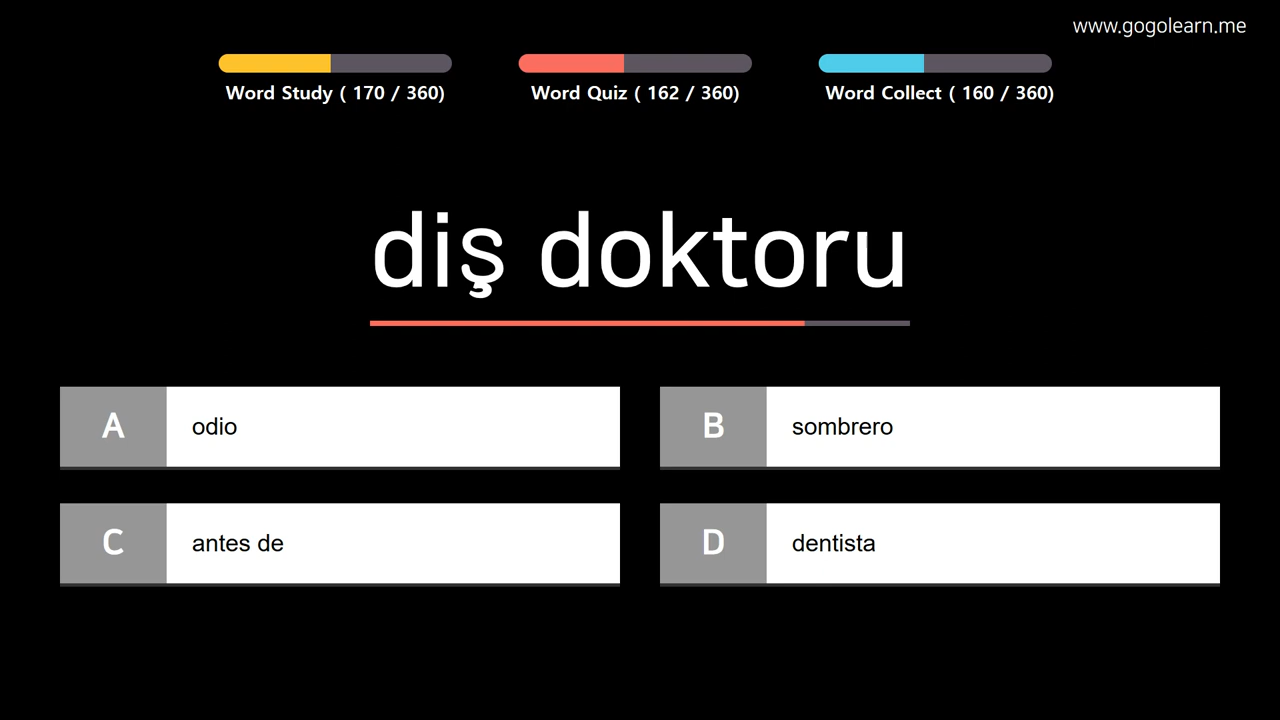 www.gogolearn.me
Word Study ( 170 / 360)
Word Quiz ( 162 / 360)
Word Collect ( 160 / 360)
diş doktoru
A odio
B sombrero
C antes de
D dentista